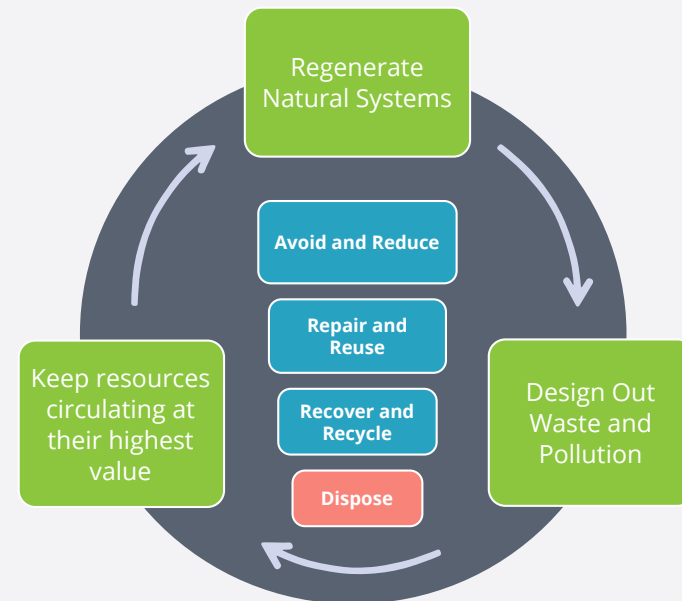 Regenerate
Natural Systems
Avoid and Reduce
Repair and
Reuse
Keep resources
circulating at
their highest
value
Design Out
Waste and
Pollution
Recover and
Recycle
Dispose